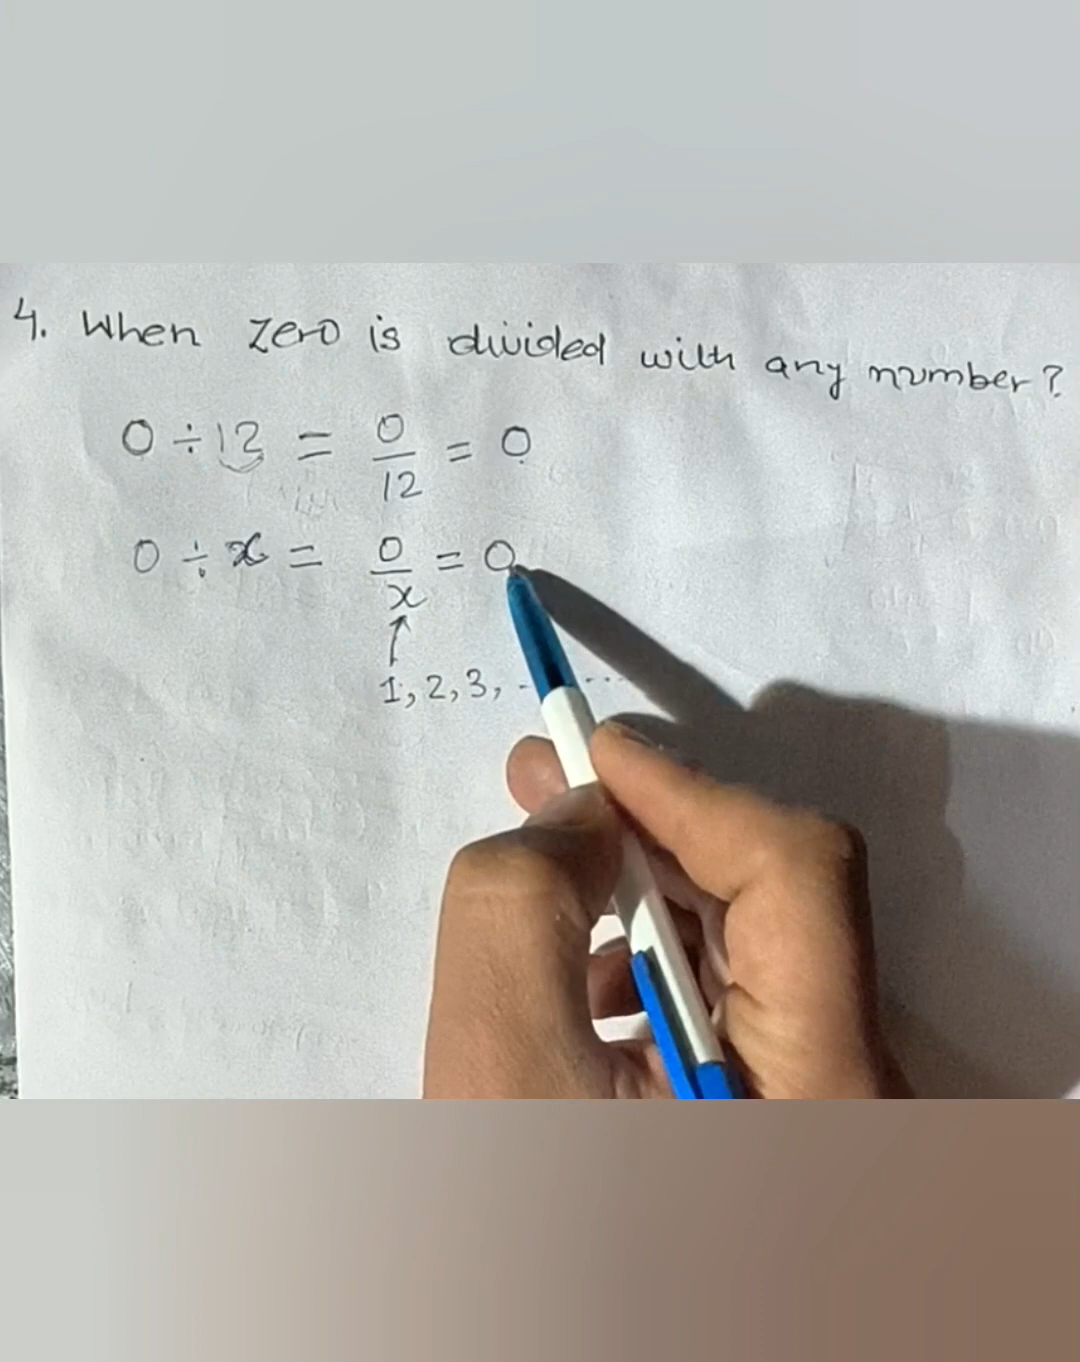 4. When zero is divided with any number?
0 ÷ 12 = 0/12 = 0
0 ÷ x = 0/x = 0
↑
1, 2, 3, ......